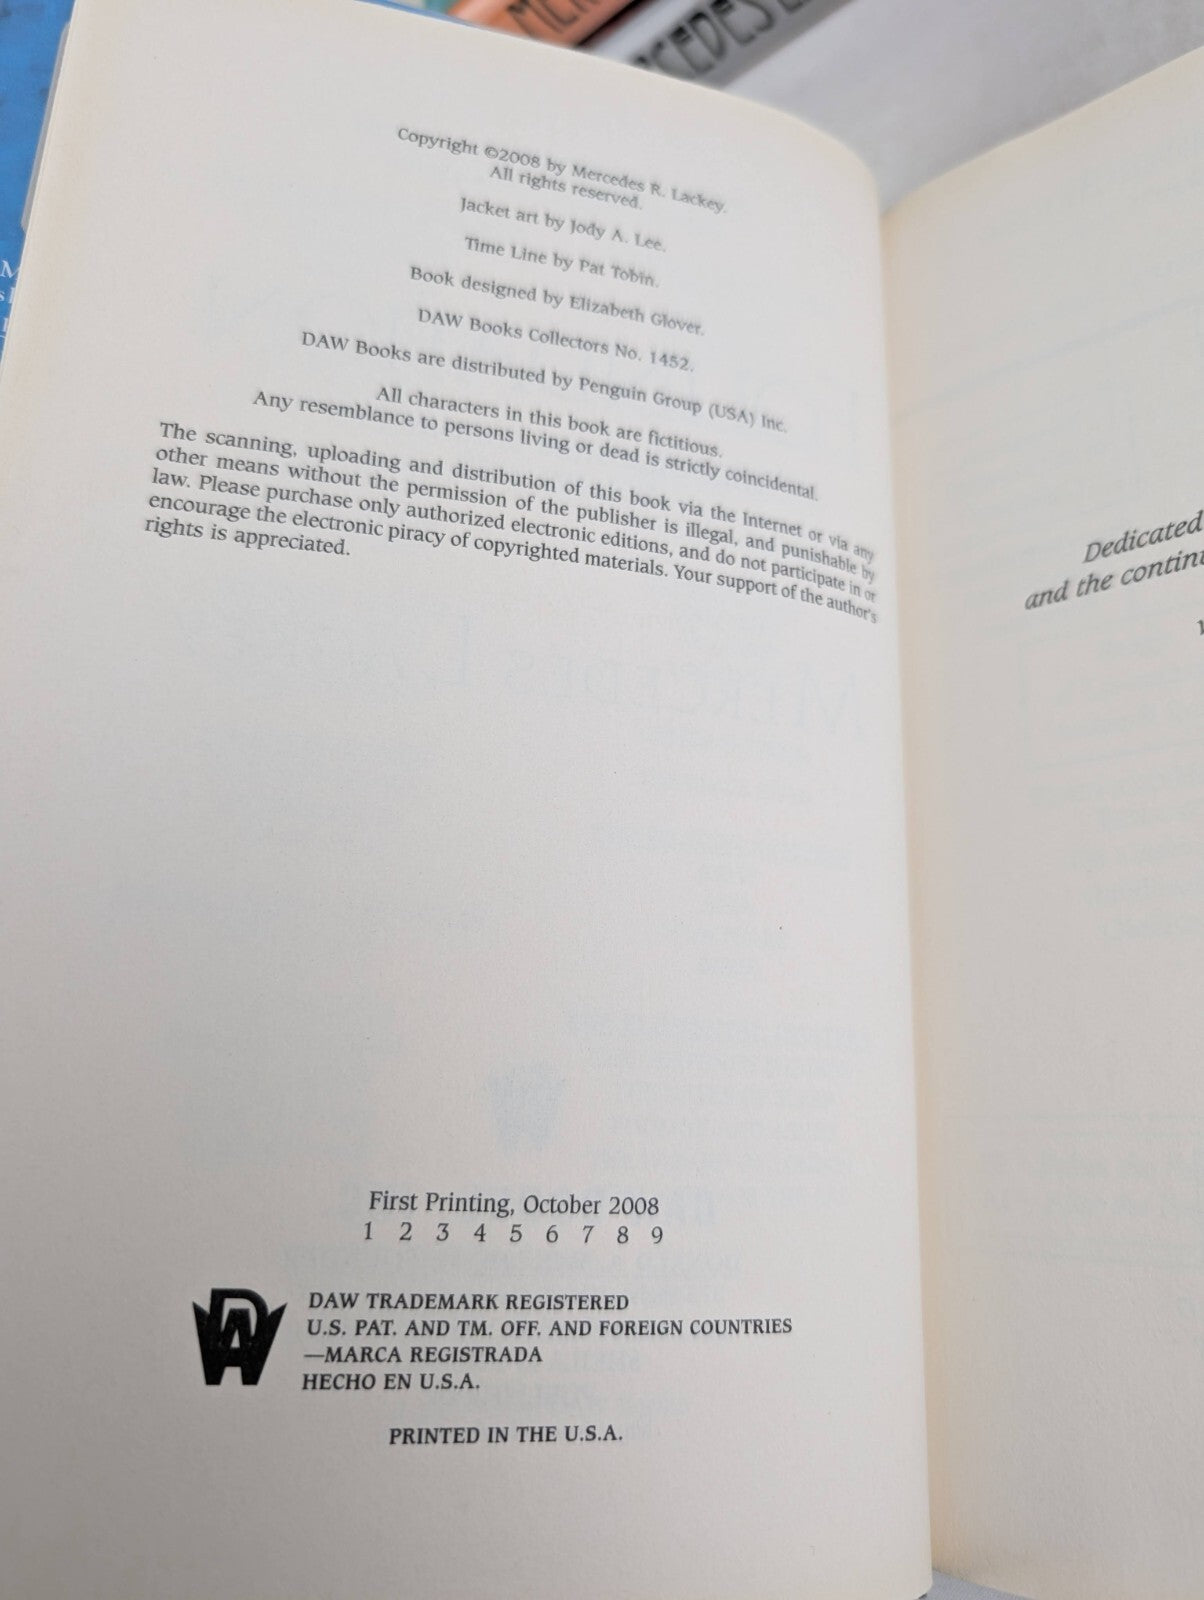 Copyright ©2008 by Mercedes R. Lackey.
All rights reserved.
Jacket art by Jody A. Lee.
Time Line by Pat Tobin.
Book designed by Elizabeth Glover.
DAW Books Collectors No. 1452.
DAW Books are distributed by Penguin Group (USA) Inc.
All characters in this book are fictitious.
Any resemblance to persons living or dead is strictly coincidental.
The scanning, uploading and distribution of this book via the Internet or via any
other means without the permission of the publisher is illegal, and punishable by
law. Please purchase only authorized electronic editions, and do not participate in or
encourage the electronic piracy of copyrighted materials. Your support of the author's
rights is appreciated.
First Printing, October 2008
1 2 3 4 5 6 7 8 9
DAW
DAW TRADEMARK REGISTERED
U.S. PAT. AND TM. OFF. AND FOREIGN COUNTRIES
—MARCA REGISTRADA
HECHO EN U.S.A.
PRINTED IN THE U.S.A.
Dedicated
and the contin